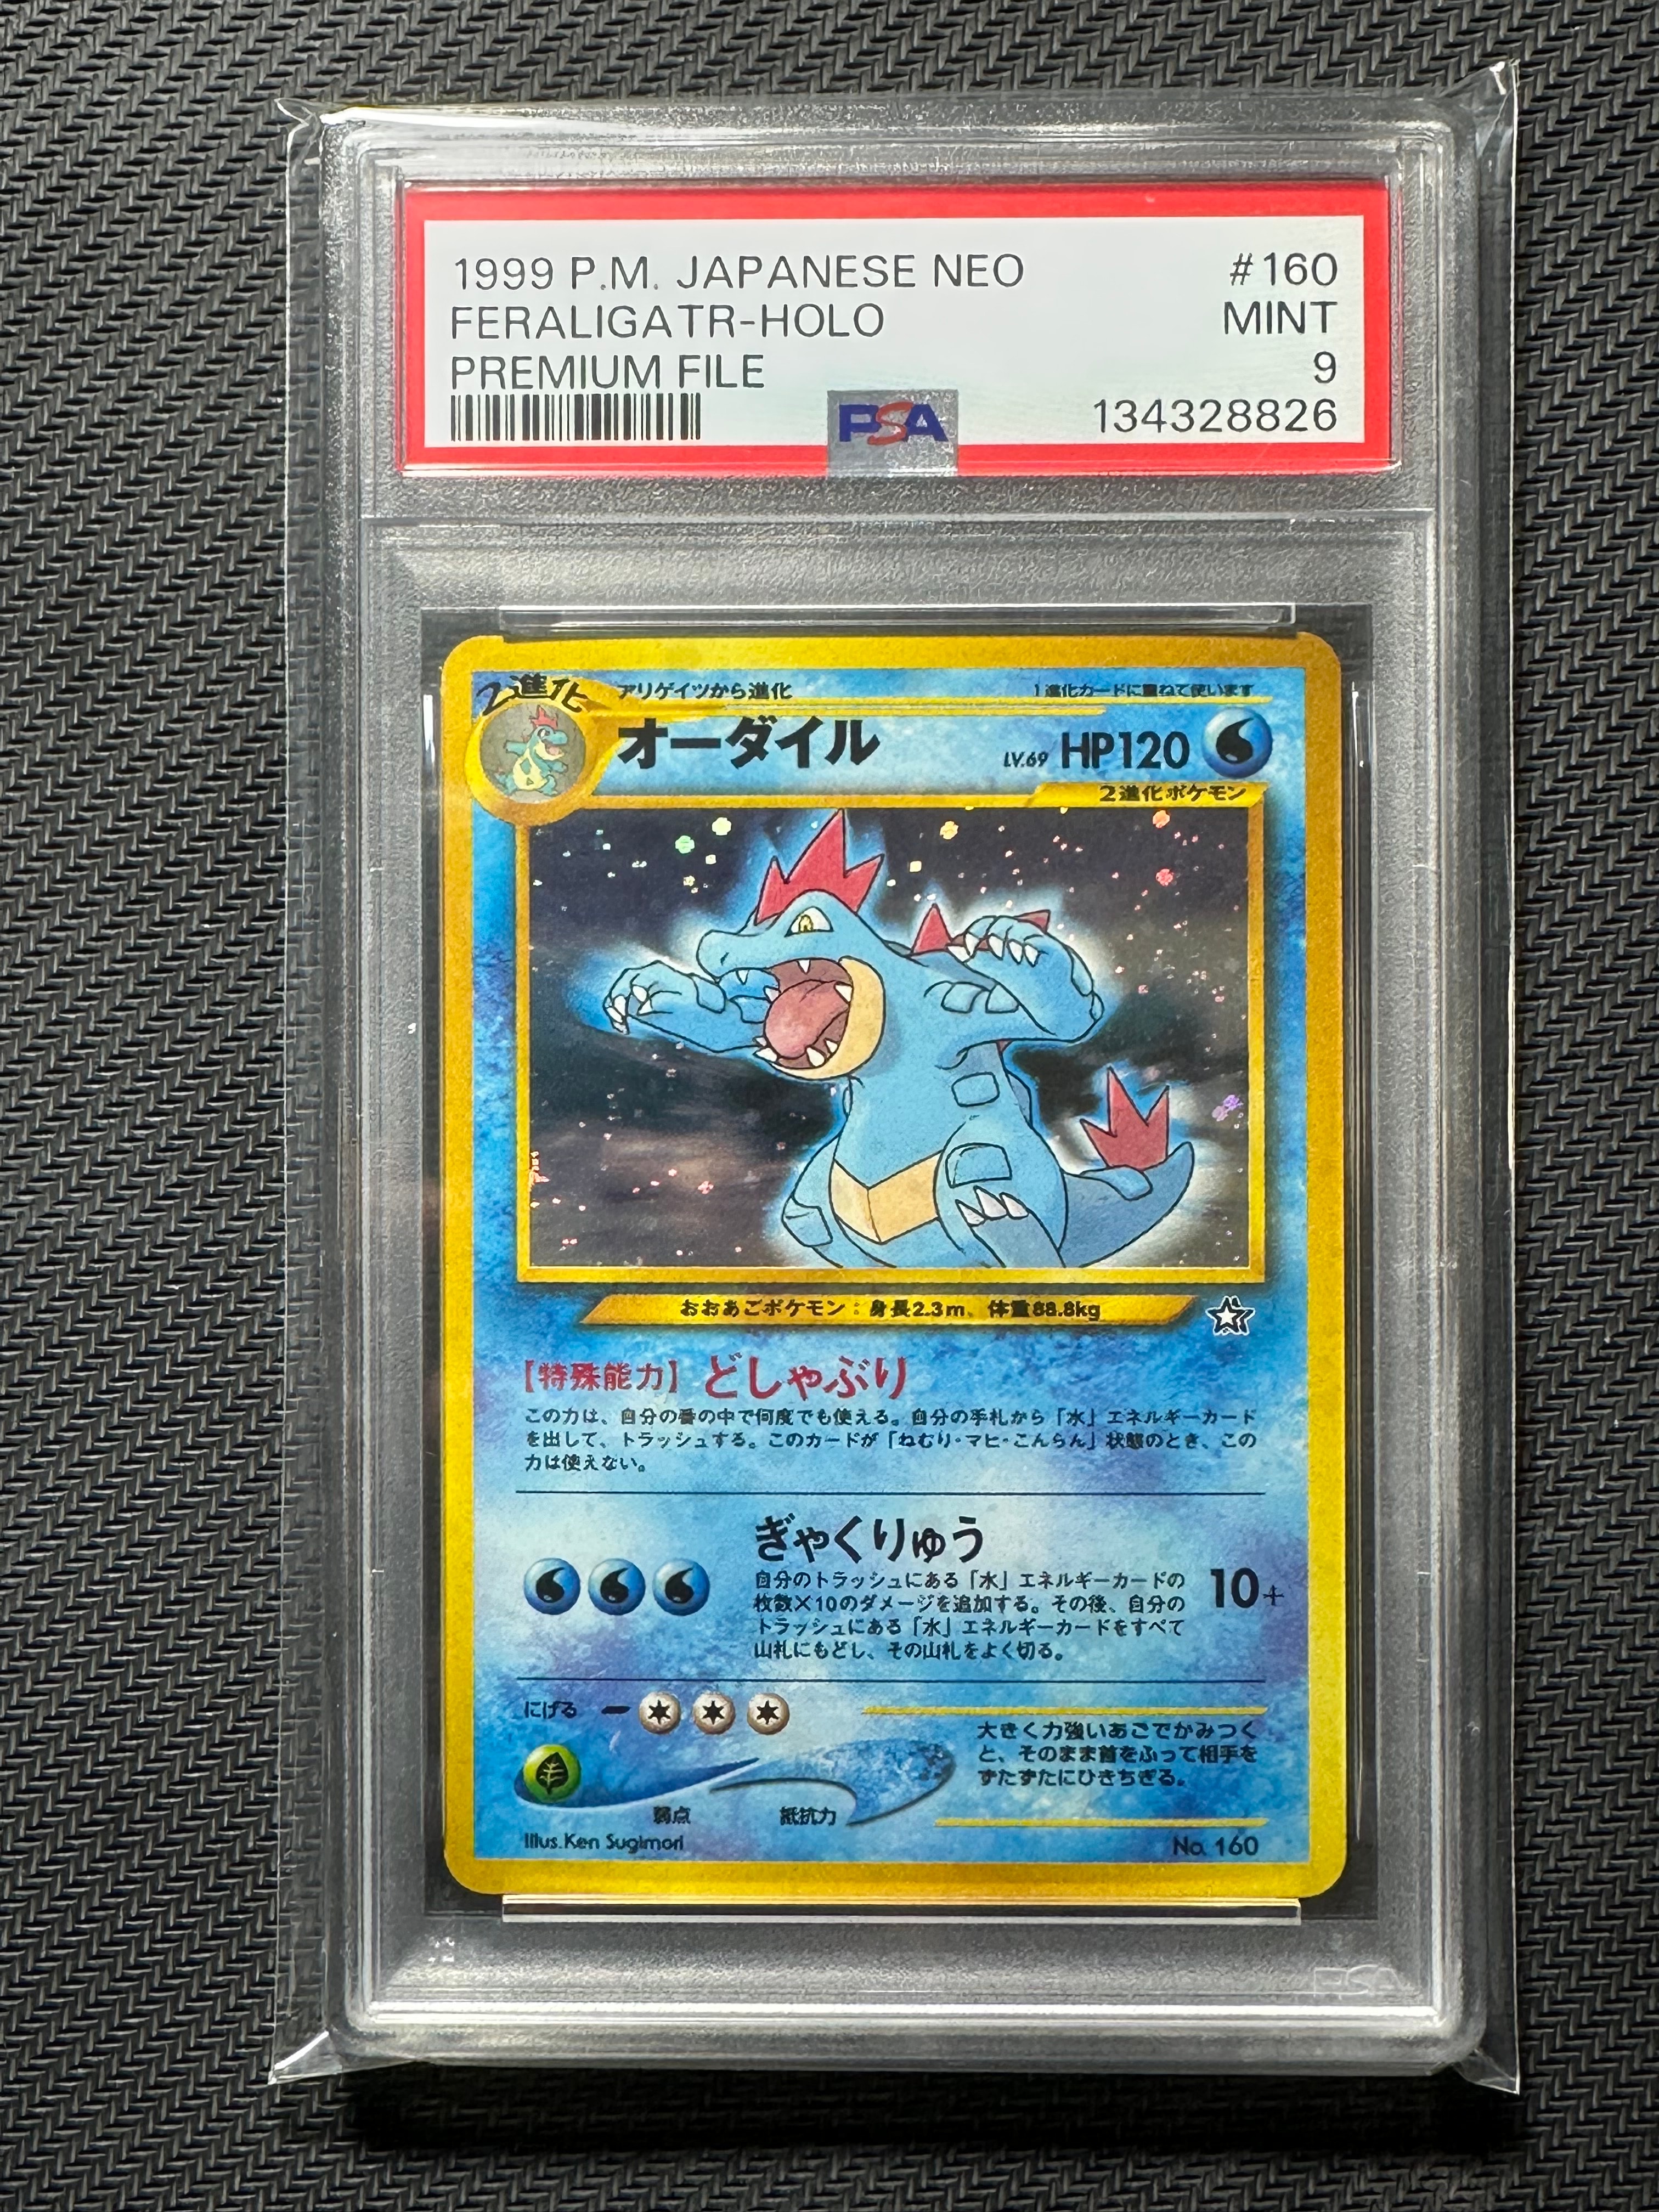 1999 P.M. JAPANESE NEO #160
FERALIGATR-HOLO MINT
PREMIUM FILE 9
PSA 134328826
2進化 アリゲイツから進化 1進化カードに重ねて使います
オーダイル LV.69 HP120
2進化ポケモン
おおあごポケモン：身長2.3m、体重88.8kg
【特殊能力】どしゃぶり
この力は、自分の番の中で何度でも使える。自分の手札から「水」エネルギーカード
を出して、トラッシュする。このカードが「ねむり・マヒ・こんらん」状態のとき、この
力は使えない。
ぎゃくりゅう
自分のトラッシュにある「水」エネルギーカードの
枚数×10のダメージを追加する。その後、自分の
トラッシュにある「水」エネルギーカードをすべて
山札にもどし、その山札をよく切る。
10+
にげる
大きく力強いあごでかみつく
と、そのまま首をふって相手を
ずたずたにひきちぎる。
弱点 抵抗力
Illus. Ken Sugimori No. 160
PSA